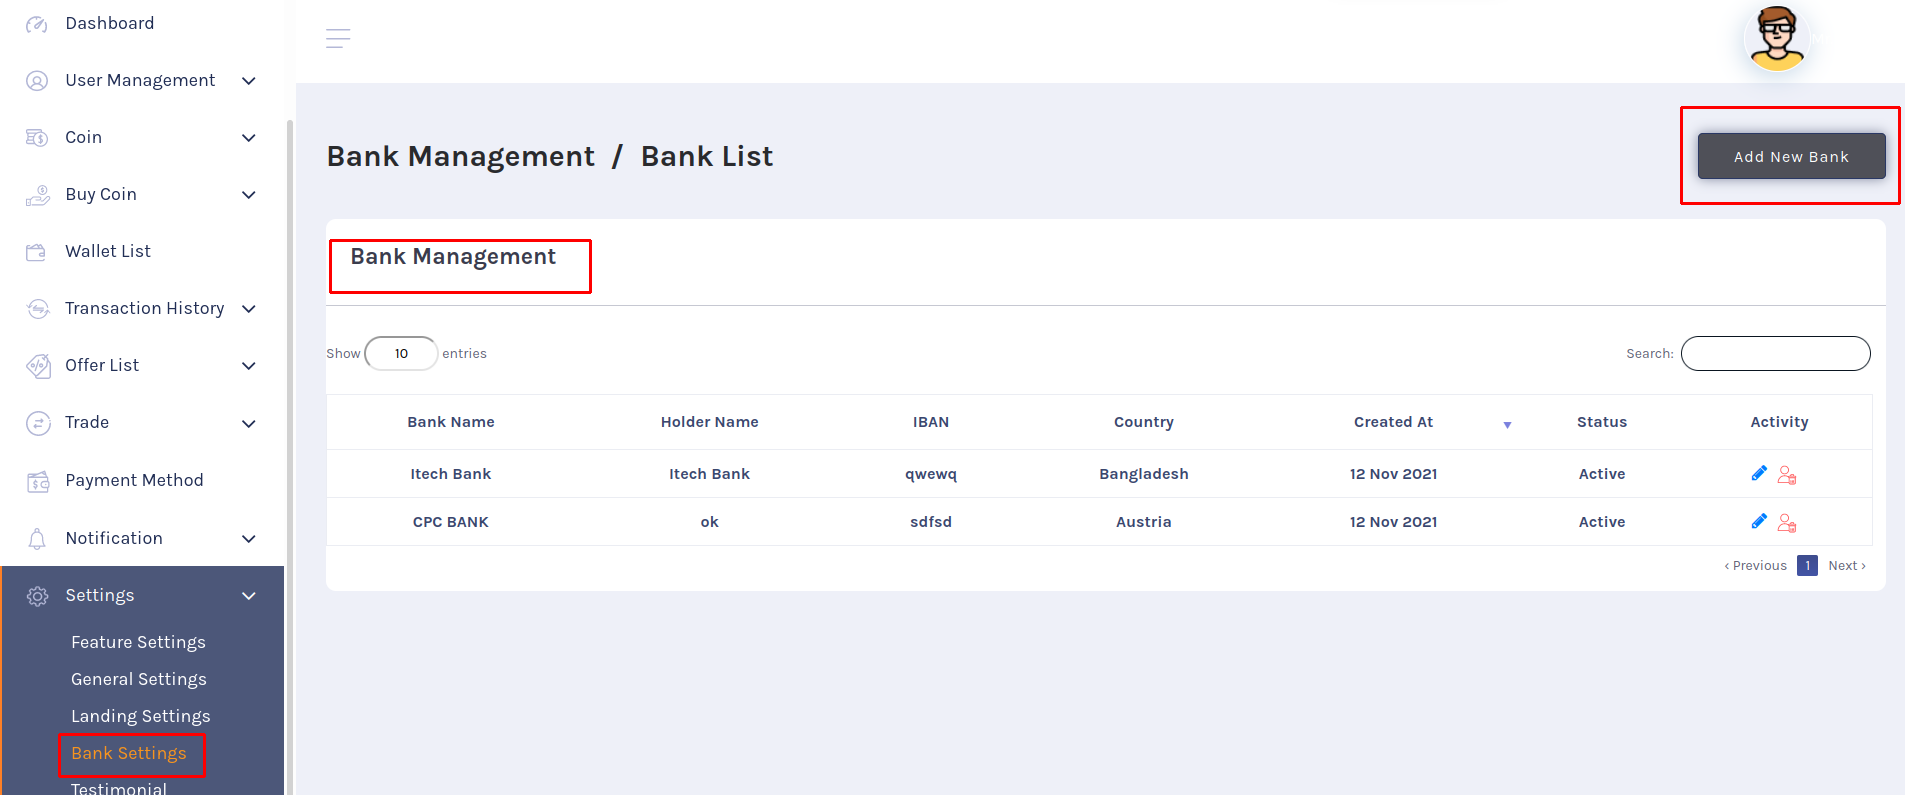 Dashboard
User Management
Coin
Buy Coin
Wallet List
Transaction History
Offer List
Trade
Payment Method
Notification
Settings
Feature Settings
General Settings
Landing Settings
Bank Settings
Testimonial
Bank Management / Bank List
Add New Bank
Bank Management
Show 10 entries
Search:
Bank Name Holder Name IBAN Country Created At Status Activity
Itech Bank Itech Bank qwewq Bangladesh 12 Nov 2021 Active
CPC BANK ok sdfsd Austria 12 Nov 2021 Active
‹ Previous 1 Next ›